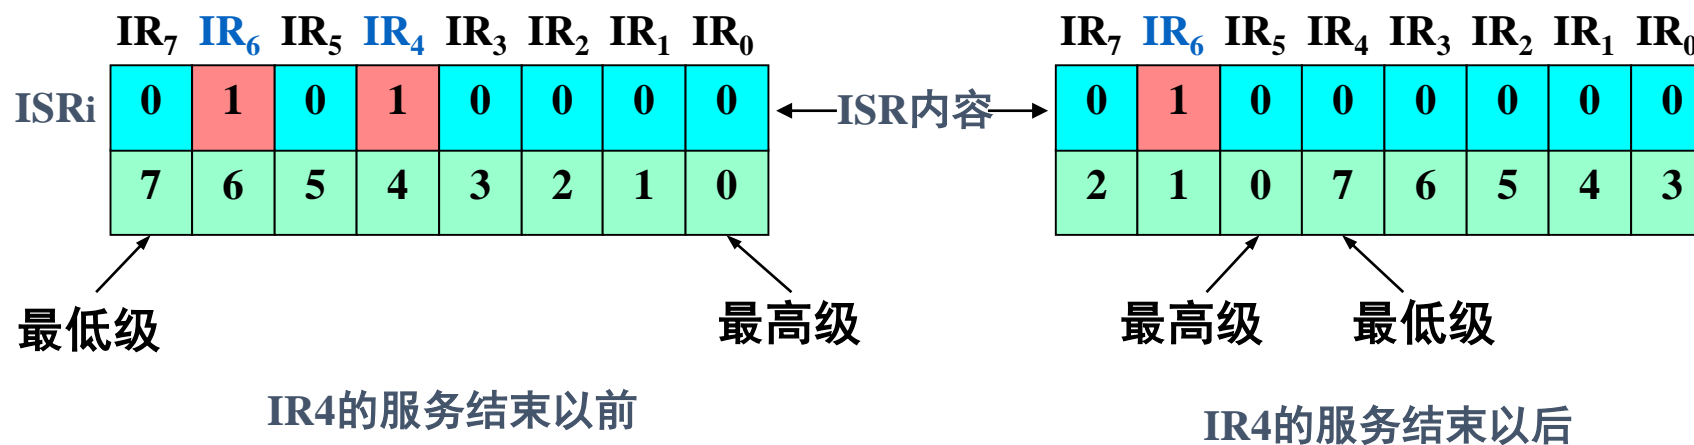 IR7 IR6 IR5 IR4 IR3 IR2 IR1 IR0 IR7 IR6 IR5 IR4 IR3 IR2 IR1 IR0
ISRi 0 1 0 1 0 0 0 0 ISR内容 0 1 0 0 0 0 0 0
7 6 5 4 3 2 1 0 2 1 0 7 6 5 4 3
最低级 最高级 最高级 最低级
IR4的服务结束以前 IR4的服务结束以后